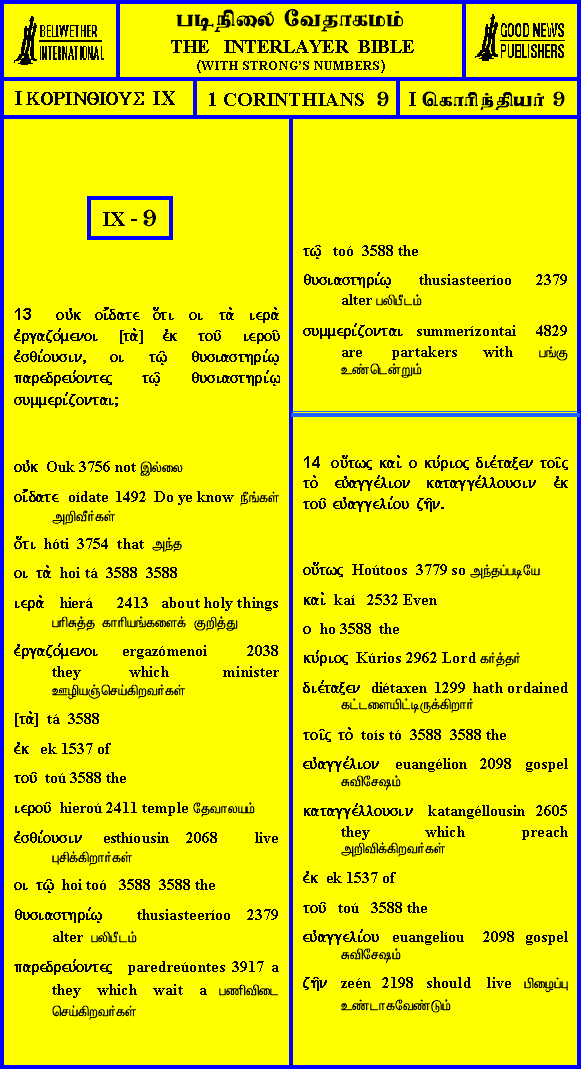 BELLWETHER
INTERNATIONAL
படிநிலை வேதாகமம்
THE INTERLAYER BIBLE
(WITH STRONG'S NUMBERS)
GOOD NEWS
PUBLISHERS
I ΚΟΡΙΝΘΙΟΥΣ IX
1 CORINTHIANS 9
I கொரிந்தியர் 9
IX - 9
13 οὐκ οἴδατε ὅτι οι τὰ ιερὰ
ἐργαζόμενοι [τὰ] ἐκ τοῦ ιεροῦ
ἐσθίουσιν, οι τῷ θυσιαστηρίῳ
παρεδρεύοντες τῷ θυσιαστηρίῳ
συμμερίζονται;
οὐκ Ouk 3756 not இல்லை
οἴδατε oídate 1492 Do ye know நீங்கள்
அறிவீர்கள்
ὅτι hóti 3754 that அந்த
οι τὰ hoi tá 3588 3588
ιερὰ hierá 2413 about holy things
பரிசுத்த காரியங்களைக் குறித்து
ἐργαζόμενοι ergazómenoi 2038
they which minister
ஊழியஞ்செய்கிறவர்கள்
[τὰ] tá 3588
ἐκ ek 1537 of
τοῦ toú 3588 the
ιεροῦ hieroú 2411 temple தேவாலயம்
ἐσθίουσιν esthíousin 2068 live
புசிக்கிறார்கள்
οι τῷ hoi toó 3588 3588 the
θυσιαστηρίῳ thusiasteeríoo 2379
alter பலிபீடம்
παρεδρεύοντες paredreúontes 3917 a
they which wait a பணிவிடை
செய்கிறவர்கள்
τῷ toó 3588 the
θυσιαστηρίῳ thusiasteeríoo 2379
alter பலிபீடம்
συμμερίζονται summerízontai 4829
are partakers with பங்கு
உண்டென்றும்
14 οὕτως καὶ ο κύριος διέταξεν τοῖς
τὸ εὐαγγέλιον καταγγέλλουσιν ἐκ
τοῦ εὐαγγελίου ζῆν.
οὕτως Hoútoos 3779 so அந்தப்படியே
καὶ kaí 2532 Even
ο ho 3588 the
κύριος Kúrios 2962 Lord கர்த்தர்
διέταξεν diétaxen 1299 hath ordained
கட்டளையிட்டிருக்கிறார்
τοῖς τὸ toís tó 3588 3588 the
εὐαγγέλιον euangélion 2098 gospel
சுவிசேஷம்
καταγγέλλουσιν katangéllousin 2605
they which preach
அறிவிக்கிறவர்கள்
ἐκ ek 1537 of
τοῦ toú 3588 the
εὐαγγελίου euangelíou 2098 gospel
சுவிசேஷம்
ζῆν zeén 2198 should live பிழைப்பு
உண்டாகவேண்டும்